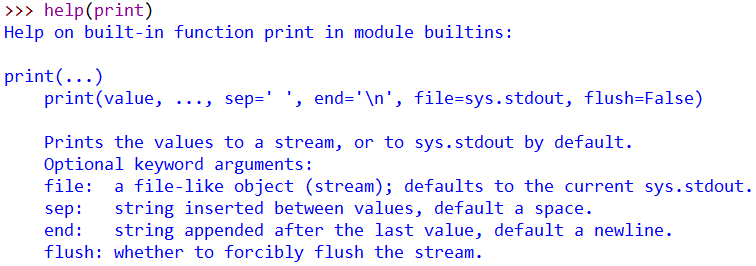 >>> help(print)
Help on built-in function print in module builtins:

print(...)
    print(value, ..., sep=' ', end='\n', file=sys.stdout, flush=False)

    Prints the values to a stream, or to sys.stdout by default.
    Optional keyword arguments:
    file:  a file-like object (stream); defaults to the current sys.stdout.
    sep:   string inserted between values, default a space.
    end:   string appended after the last value, default a newline.
    flush: whether to forcibly flush the stream.